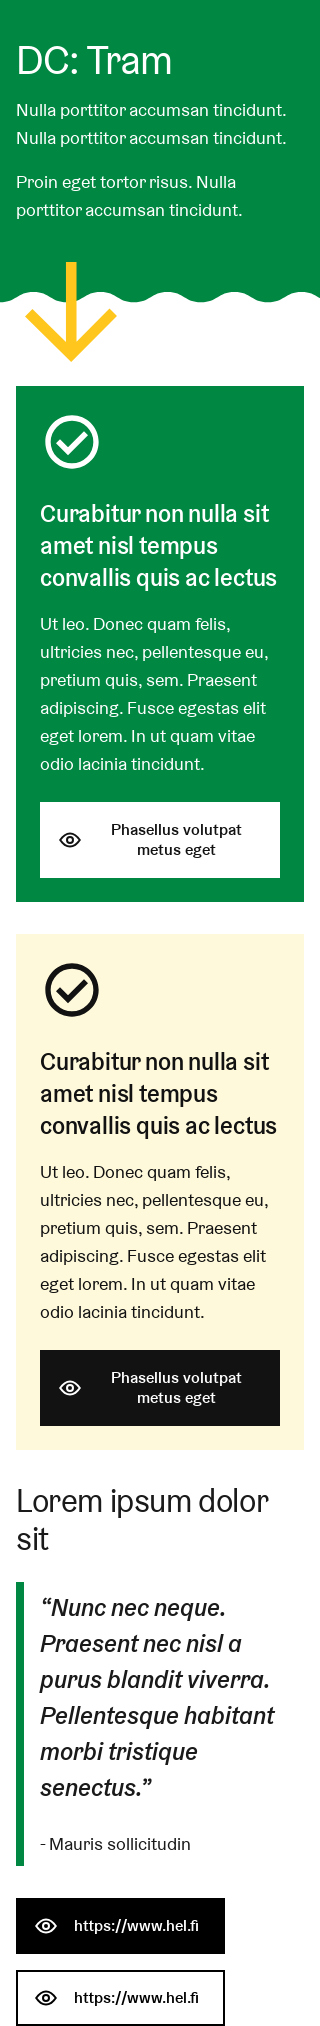 DC: Tram
Nulla porttitor accumsan tincidunt.
Nulla porttitor accumsan tincidunt.
Proin eget tortor risus. Nulla
porttitor accumsan tincidunt.
Curabitur non nulla sit
amet nisl tempus
convallis quis ac lectus
Ut leo. Donec quam felis,
ultricies nec, pellentesque eu,
pretium quis, sem. Praesent
adipiscing. Fusce egestas elit
eget lorem. In ut quam vitae
odio lacinia tincidunt.
Phasellus volutpat
metus eget
Curabitur non nulla sit
amet nisl tempus
convallis quis ac lectus
Ut leo. Donec quam felis,
ultricies nec, pellentesque eu,
pretium quis, sem. Praesent
adipiscing. Fusce egestas elit
eget lorem. In ut quam vitae
odio lacinia tincidunt.
Phasellus volutpat
metus eget
Lorem ipsum dolor
sit
“Nunc nec neque.
Praesent nec nisl a
purus blandit viverra.
Pellentesque habitant
morbi tristique
senectus.”
- Mauris sollicitudin
https://www.hel.fi
https://www.hel.fi